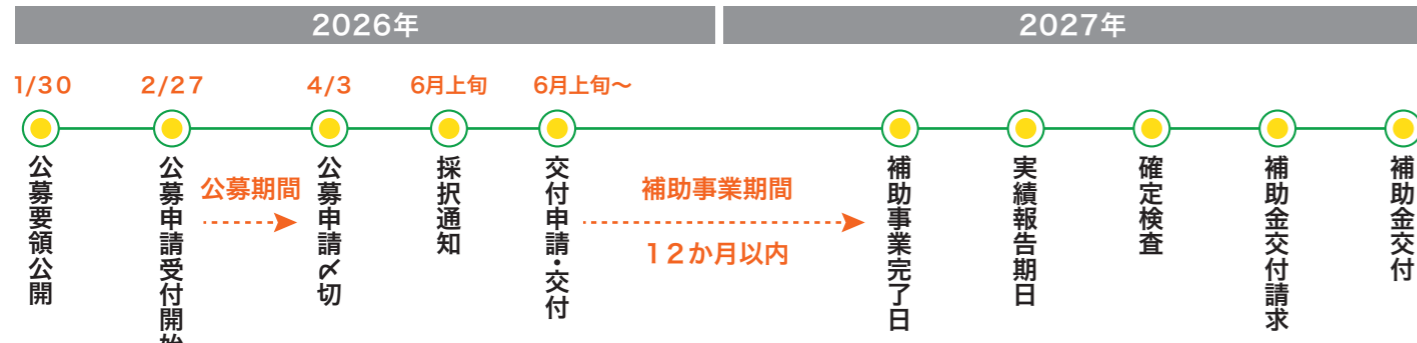 2026年
2027年
1/30
2/27
4/3
6月上旬
6月上旬～
公募要領公開
公募申請受付開始
公募期間
公募申請〆切
採択通知
交付申請・交付
補助事業期間
12か月以内
補助事業完了日
実績報告期日
確定検査
補助金交付請求
補助金交付